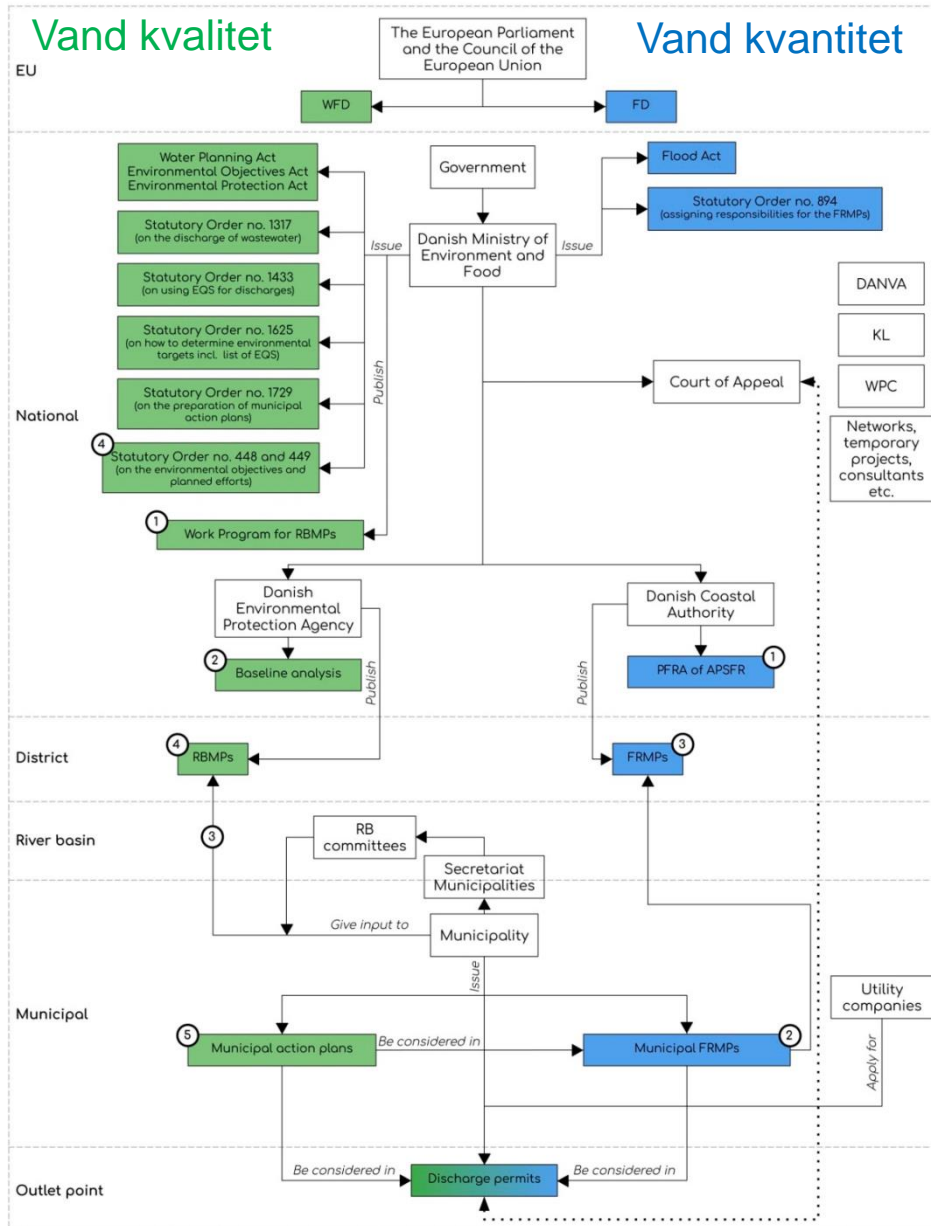 Vand kvalitet
Vand kvantitet
The European Parliament
and the Council of the
European Union
EU
WFD
FD
Water Planning Act
Environmental Objectives Act
Environmental Protection Act
Government
Flood Act
Statutory Order no. 894
(assigning responsibilities for the FRMPs)
Statutory Order no. 1317
(on the discharge of wastewater)
Issue
Danish Ministry of
Environment and
Food
Issue
Statutory Order no. 1433
(on using EQS for discharges)
DANVA
Statutory Order no. 1625
(on how to determine environmental
targets incl. list of EQS)
Publish
KL
Court of Appeal
WPC
Statutory Order no. 1729
(on the preparation of municipal
action plans)
National
Networks,
temporary
projects,
consultants
etc.
4
Statutory Order no. 448 and 449
(on the environmental objectives and
planned efforts)
1
Work Program for RBMPs
Danish
Environmental
Protection Agency
Danish Coastal
Authority
2
Baseline analysis
Publish
Publish
PFRA of APSFR
1
District
4
RBMPs
FRMPs
3
River basin
3
RB
committees
Secretariat
Municipalities
Give input to
Municipality
Issue
Municipal
Utility
companies
5
Municipal action plans
Be considered in
Municipal FRMPs
2
Apply for
Outlet point
Be considered in
Discharge permits
Be considered in